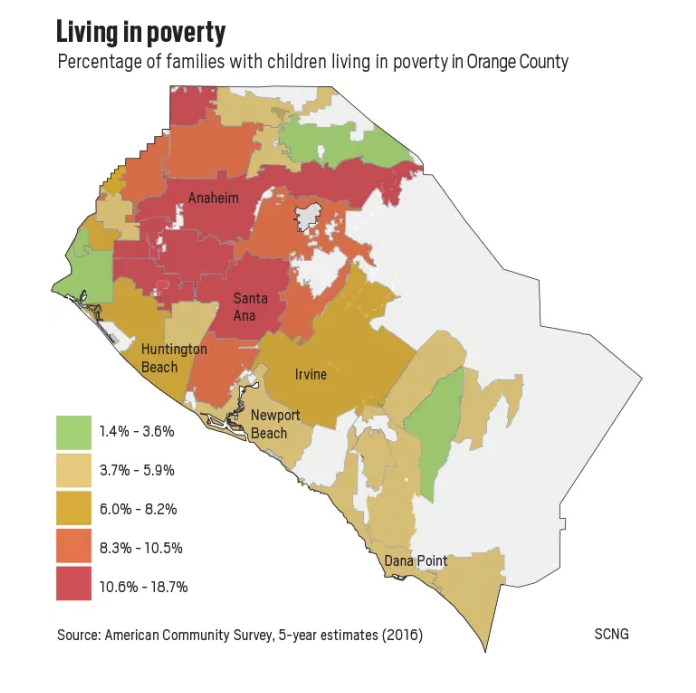 Living in poverty
Percentage of families with children living in poverty in Orange County
Anaheim
Santa
Ana
Huntington
Beach
Irvine
Newport
Beach
1.4% - 3.6%
3.7% - 5.9%
6.0% - 8.2%
8.3% - 10.5%
10.6% - 18.7%
Dana Point
Source: American Community Survey, 5-year estimates (2016)
SCNG